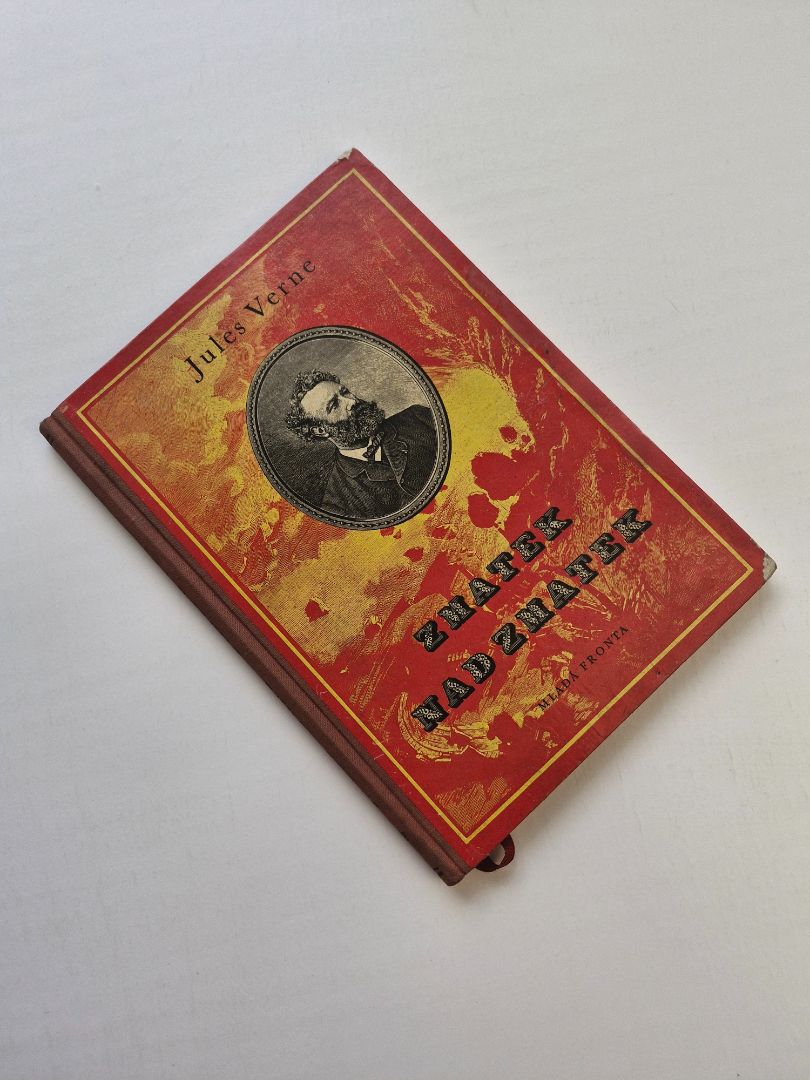 Jules Verne
ZMATEK
NAD ZMATEK
MLADÁ FRONTA